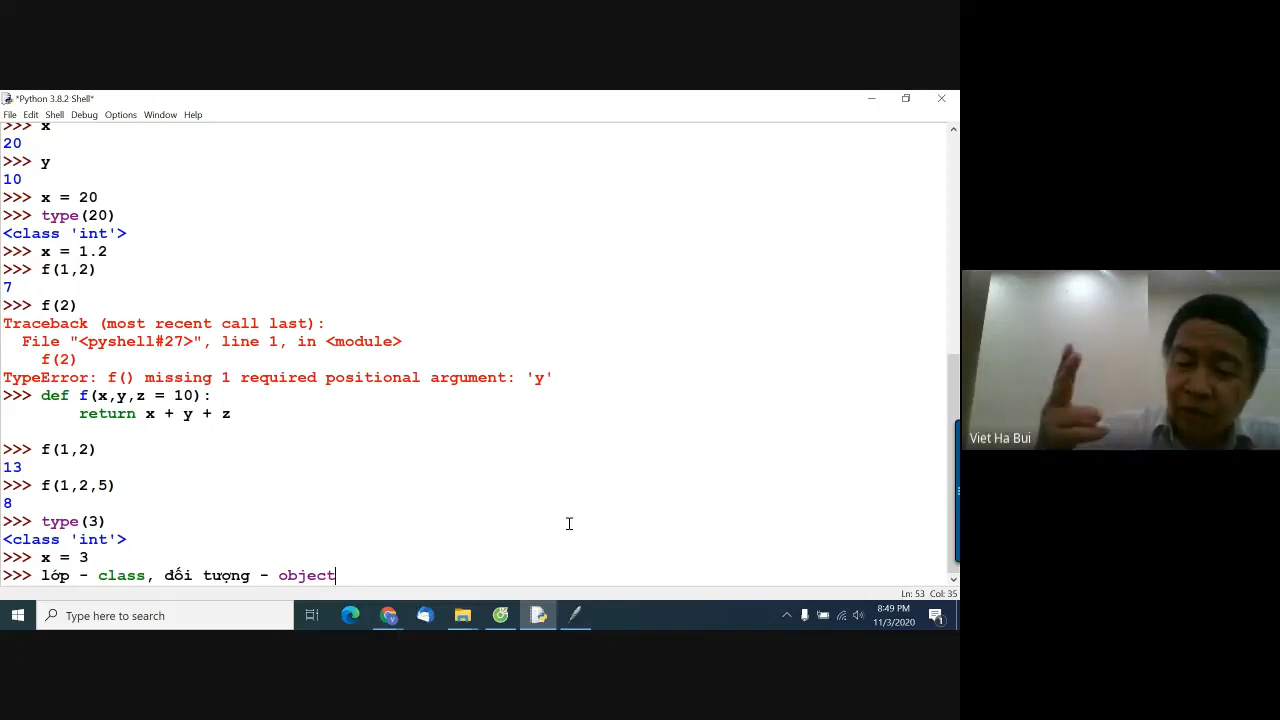 *Python 3.8.2 Shell*
File Edit Shell Debug Options Window Help
>>> x
20
>>> y
10
>>> x = 20
>>> type(20)
<class 'int'>
>>> x = 1.2
>>> f(1,2)
7
>>> f(2)
Traceback (most recent call last):
  File "<pyshell#27>", line 1, in <module>
    f(2)
TypeError: f() missing 1 required positional argument: 'y'
>>> def f(x,y,z = 10):
        return x + y + z
>>> f(1,2)
13
>>> f(1,2,5)
8
>>> type(3)
<class 'int'>
>>> x = 3
>>> lớp - class, đối tượng - object
Ln: 53 Col: 35
Viet Ha Bui
Type here to search
8:49 PM
11/3/2020
1